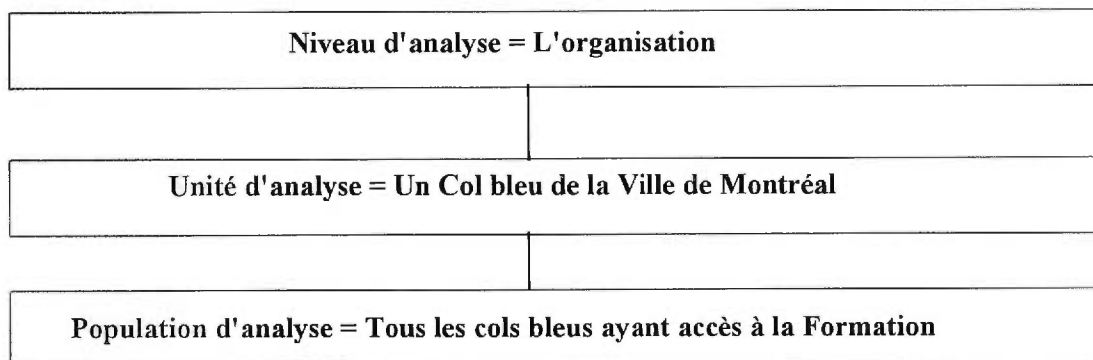 Niveau d'analyse = L'organisation
Unité d'analyse = Un Col bleu de la Ville de Montréal
Population d'analyse = Tous les cols bleus ayant accès à la Formation